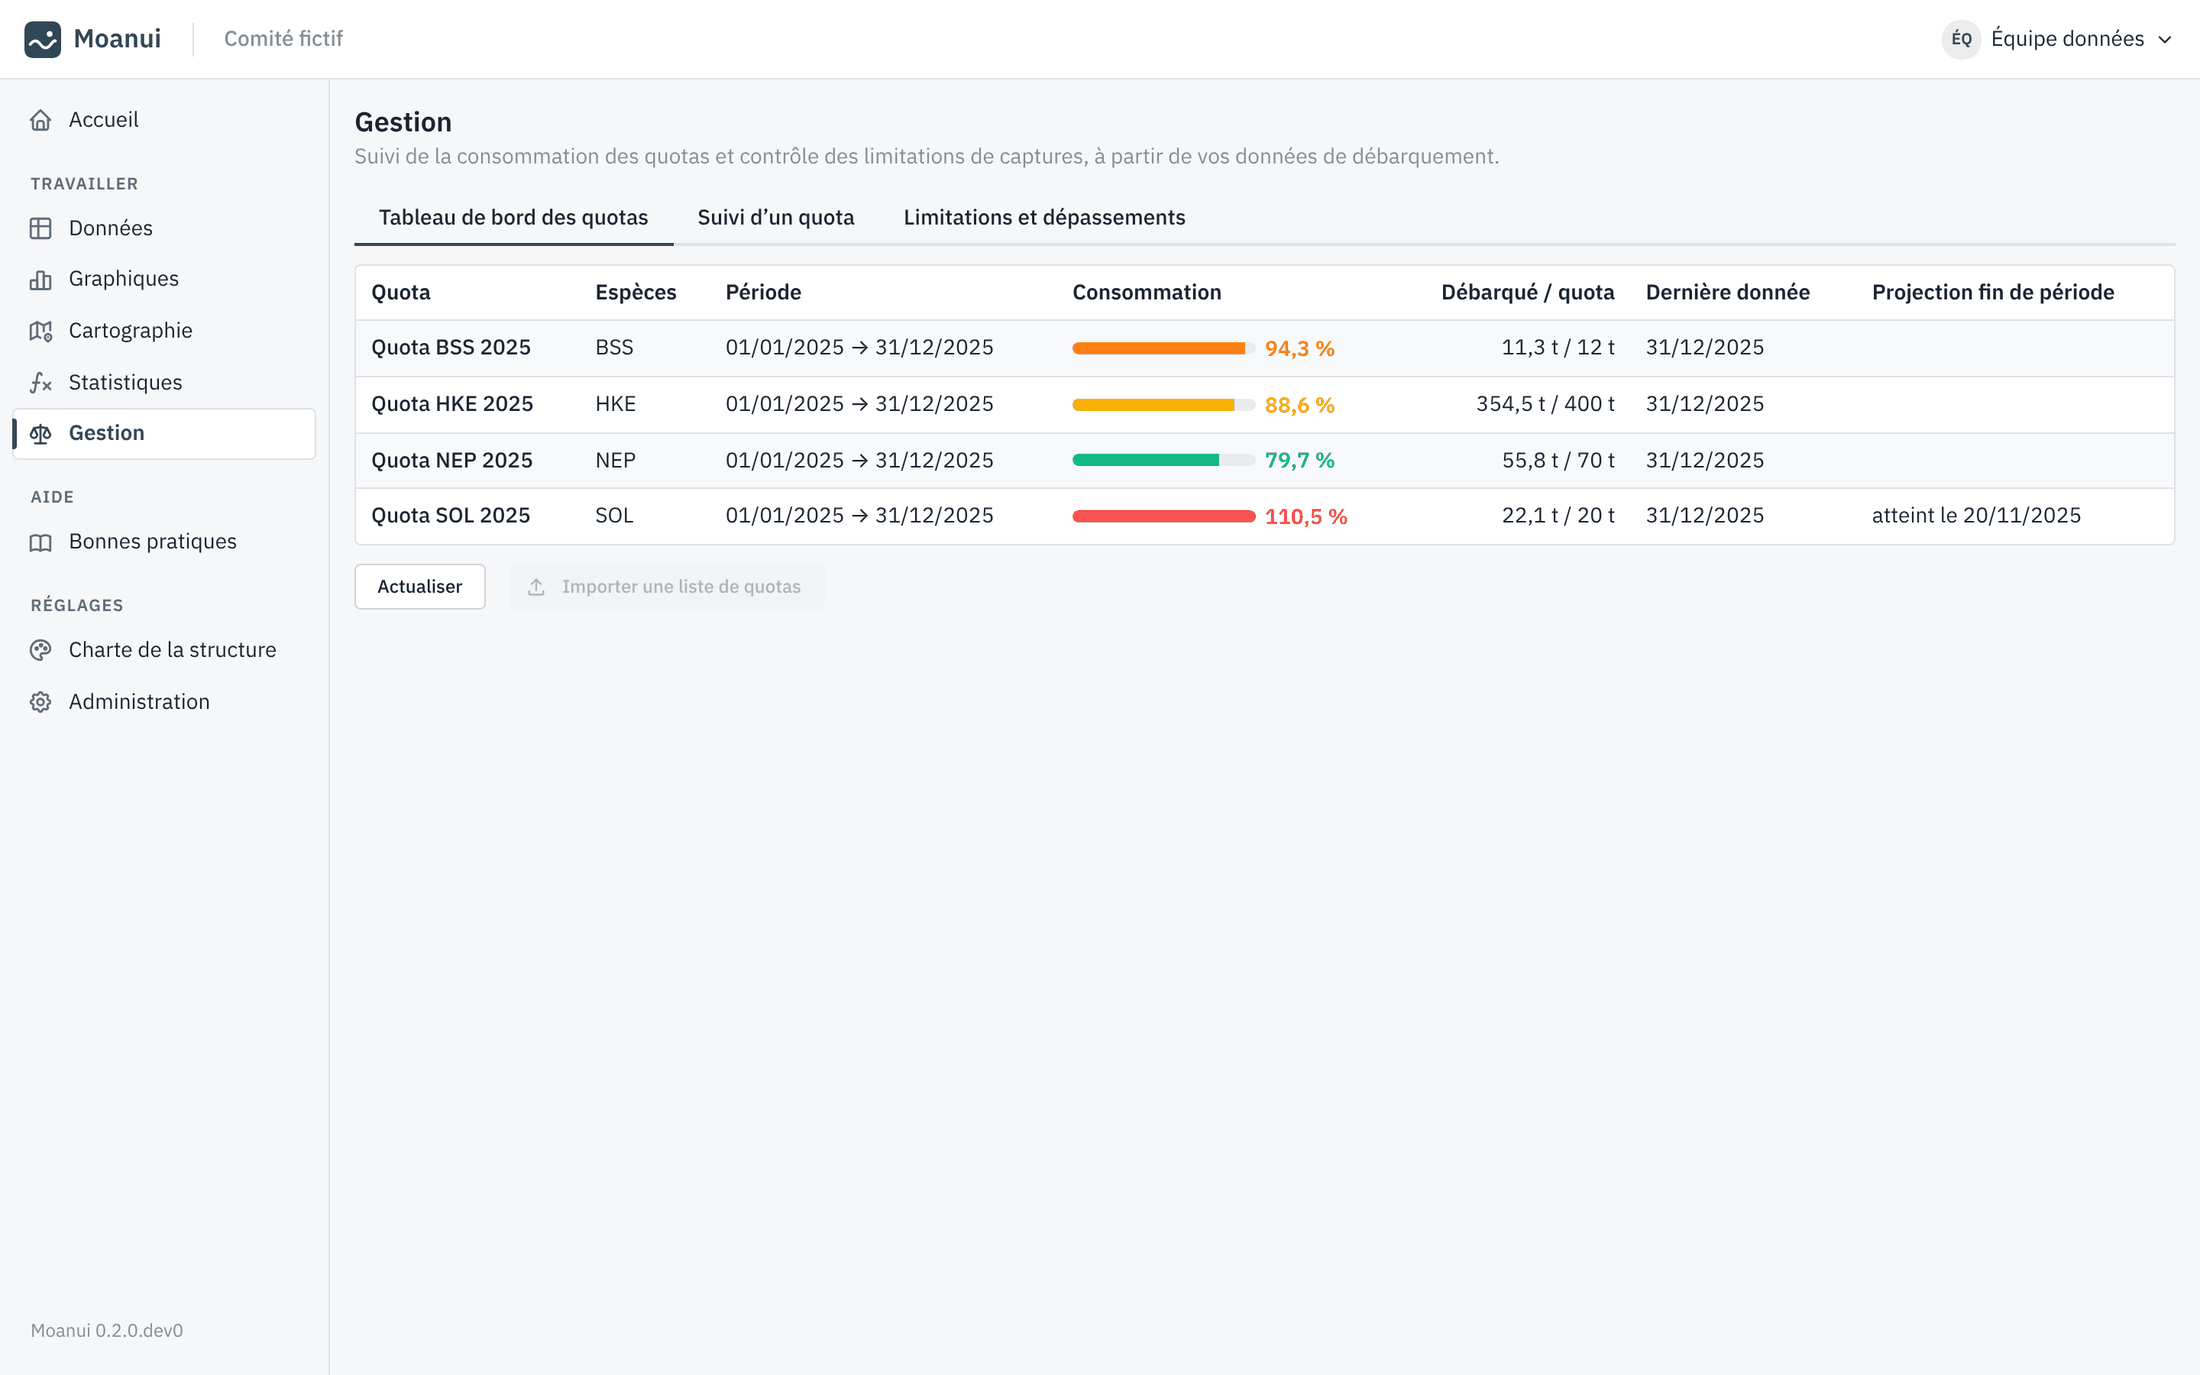 Moanui
Comité fictif
ÉQ Équipe données
Accueil
TRAVAILLER
Données
Graphiques
Cartographie
Statistiques
Gestion
AIDE
Bonnes pratiques
RÉGLAGES
Charte de la structure
Administration
Moanui 0.2.0.dev0
Gestion
Suivi de la consommation des quotas et contrôle des limitations de captures, à partir de vos données de débarquement.
Tableau de bord des quotas Suivi d’un quota Limitations et dépassements
Quota Espèces Période Consommation Débarqué / quota Dernière donnée Projection fin de période
Quota BSS 2025 BSS 01/01/2025 → 31/12/2025 94,3 % 11,3 t / 12 t 31/12/2025
Quota HKE 2025 HKE 01/01/2025 → 31/12/2025 88,6 % 354,5 t / 400 t 31/12/2025
Quota NEP 2025 NEP 01/01/2025 → 31/12/2025 79,7 % 55,8 t / 70 t 31/12/2025
Quota SOL 2025 SOL 01/01/2025 → 31/12/2025 110,5 % 22,1 t / 20 t 31/12/2025 atteint le 20/11/2025
Actualiser Importer une liste de quotas